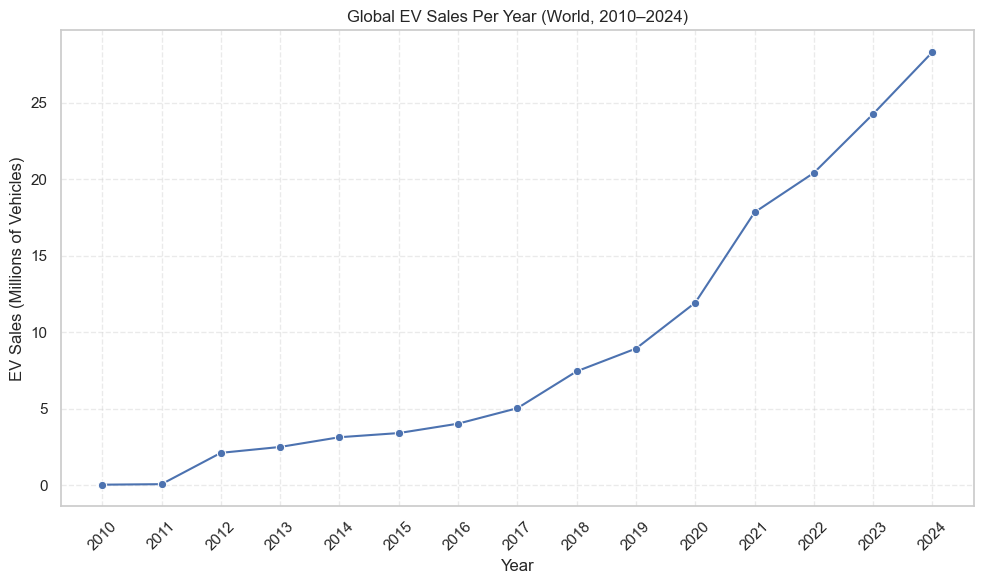 Global EV Sales Per Year (World, 2010–2024)
EV Sales (Millions of Vehicles)
25
20
15
10
5
0
2010 2011 2012 2013 2014 2015 2016 2017 2018 2019 2020 2021 2022 2023 2024
Year